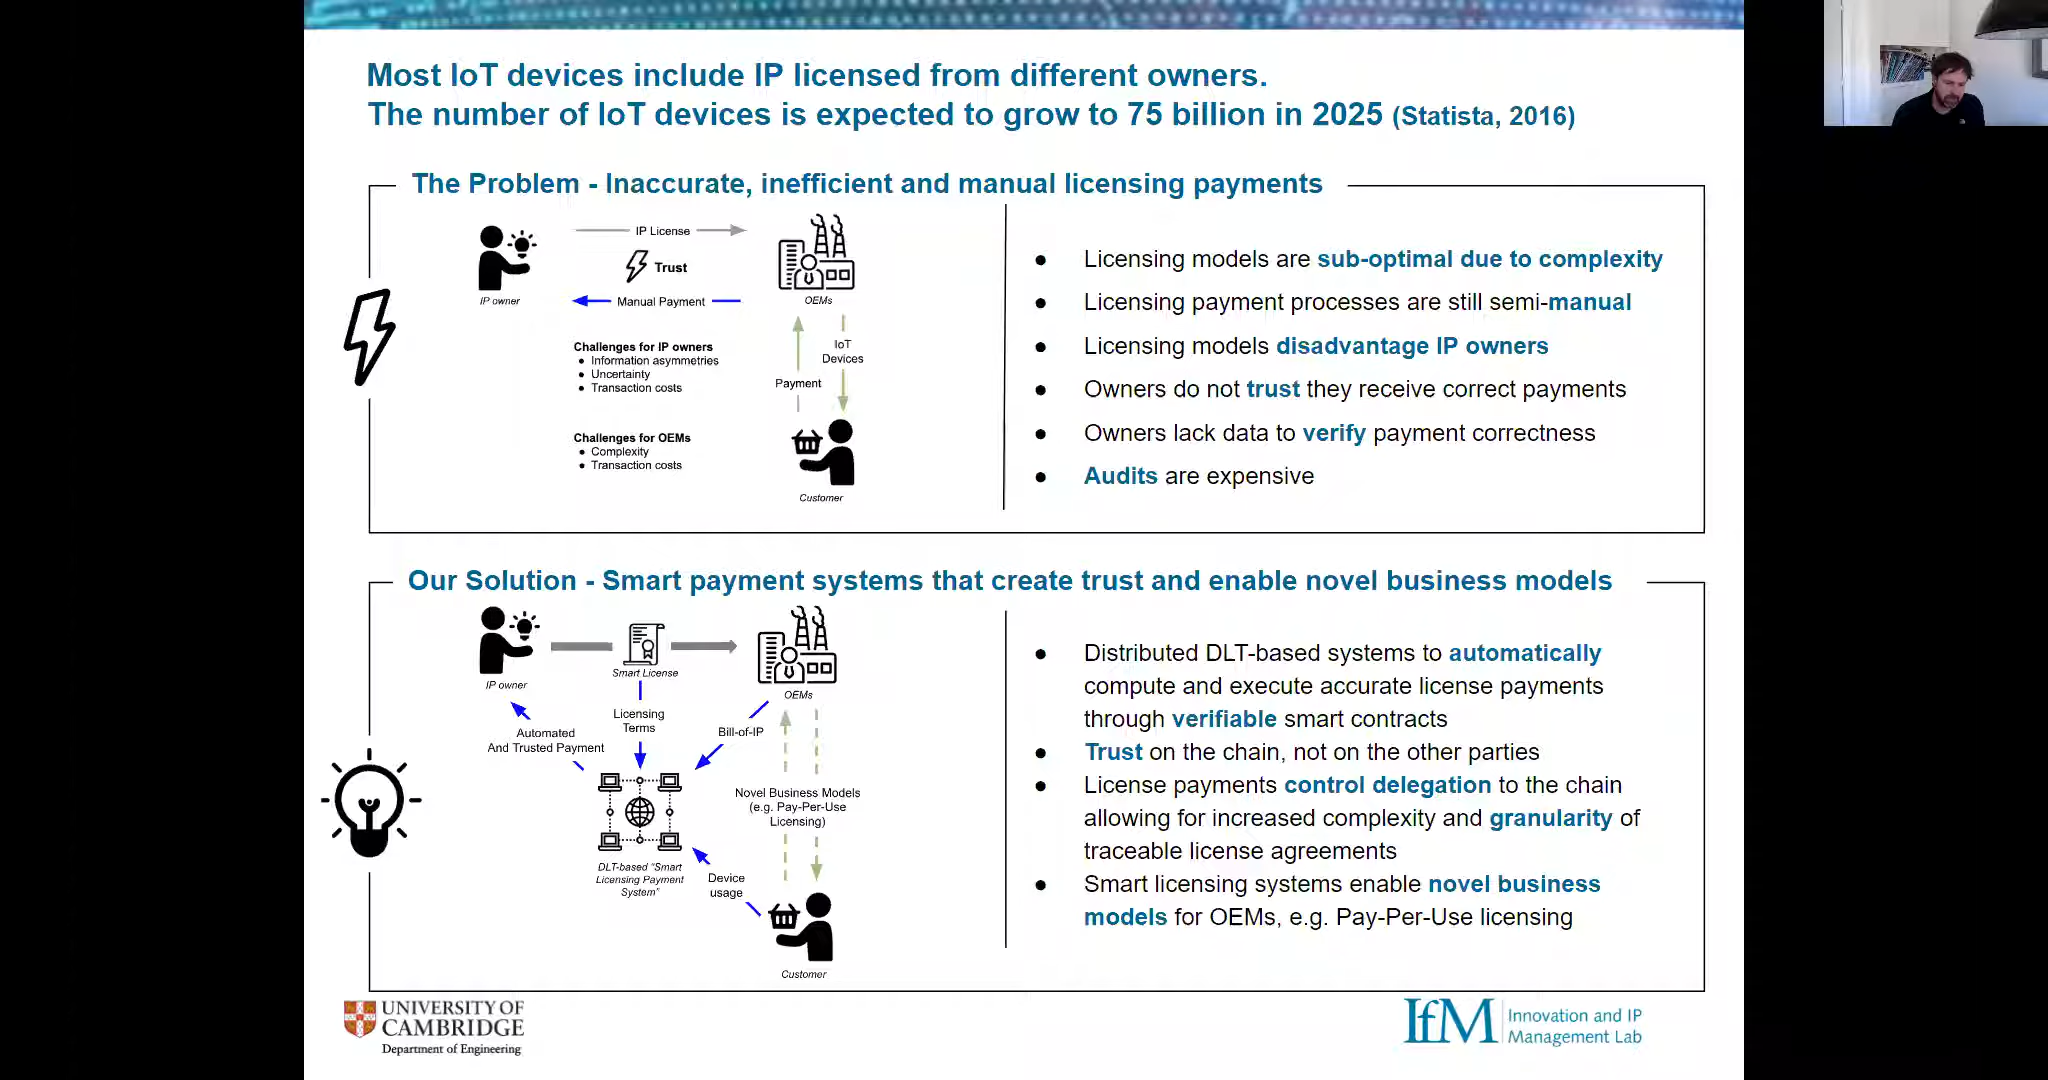 Most IoT devices include IP licensed from different owners.
The number of IoT devices is expected to grow to 75 billion in 2025 (Statista, 2016)
The Problem - Inaccurate, inefficient and manual licensing payments
IP License
Trust
Manual Payment
IP owner
OEMs
IoT
Devices
Payment
Challenges for IP owners
● Information asymmetries
● Uncertainty
● Transaction costs
Challenges for OEMs
● Complexity
● Transaction costs
Customer
● Licensing models are sub-optimal due to complexity
● Licensing payment processes are still semi-manual
● Licensing models disadvantage IP owners
● Owners do not trust they receive correct payments
● Owners lack data to verify payment correctness
● Audits are expensive
Our Solution - Smart payment systems that create trust and enable novel business models
IP owner
Smart License
OEMs
Licensing
Terms
Bill-of-IP
Automated
And Trusted Payment
Novel Business Models
(e.g. Pay-Per-Use
Licensing)
DLT-based “Smart
Licensing Payment
System”
Device
usage
Customer
● Distributed DLT-based systems to automatically
compute and execute accurate license payments
through verifiable smart contracts
● Trust on the chain, not on the other parties
● License payments control delegation to the chain
allowing for increased complexity and granularity of
traceable license agreements
● Smart licensing systems enable novel business
models for OEMs, e.g. Pay-Per-Use licensing
UNIVERSITY OF
CAMBRIDGE
Department of Engineering
IfM
Innovation and IP
Management Lab